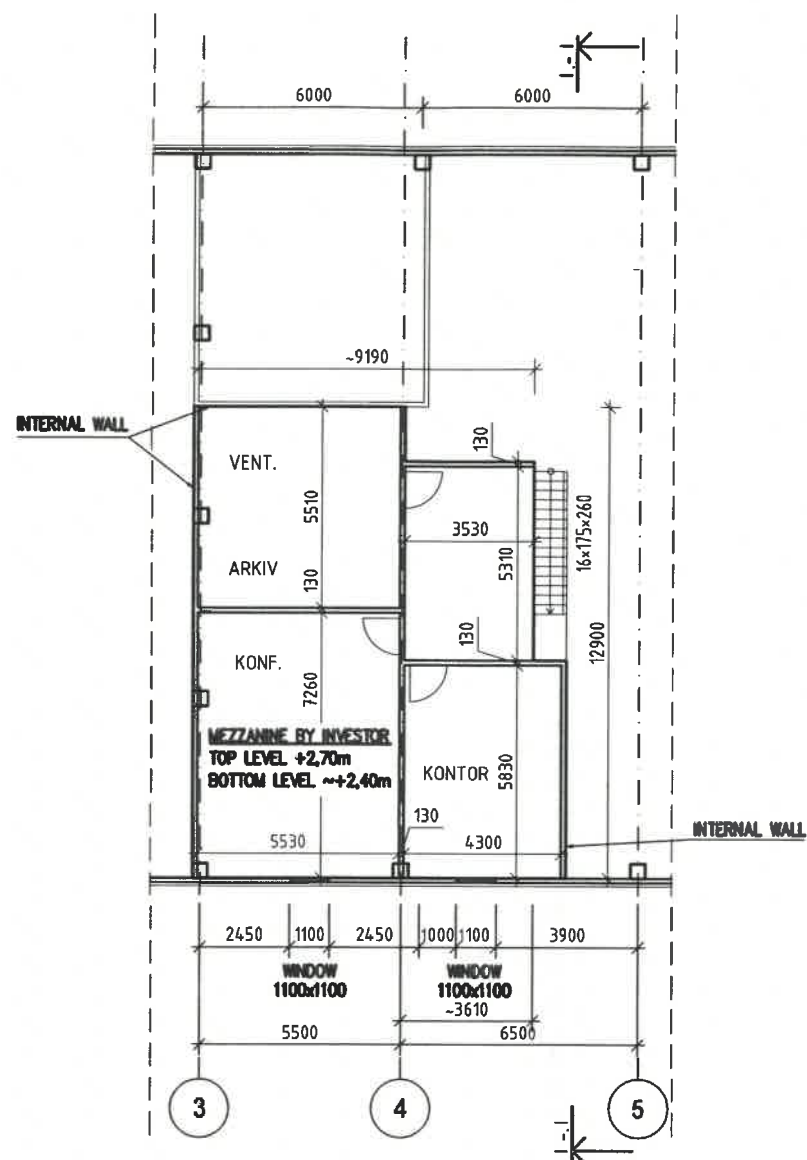 6000
6000
~9190
INTERNAL WALL
VENT.
5510
130
3530
5310
16x175x260
ARKIV
130
130
12900
KONF.
7260
MEZZANINE BY INVESTOR
TOP LEVEL +2,70m
BOTTOM LEVEL ~+2,40m
KONTOR
5830
130
5530
4300
INTERNAL WALL
2450
1100
2450
1000
1100
3900
WINDOW
1100x1100
WINDOW
1100x1100
~3610
5500
6500
3
4
5